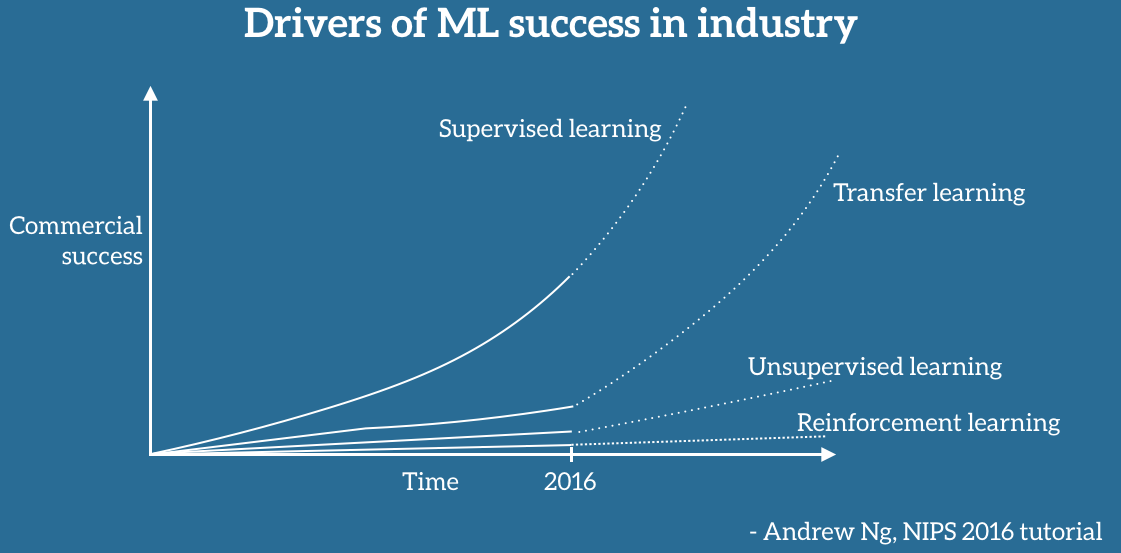 Drivers of ML success in industry
Supervised learning
Transfer learning
Commercial
success
Unsupervised learning
Reinforcement learning
Time
2016
- Andrew Ng, NIPS 2016 tutorial